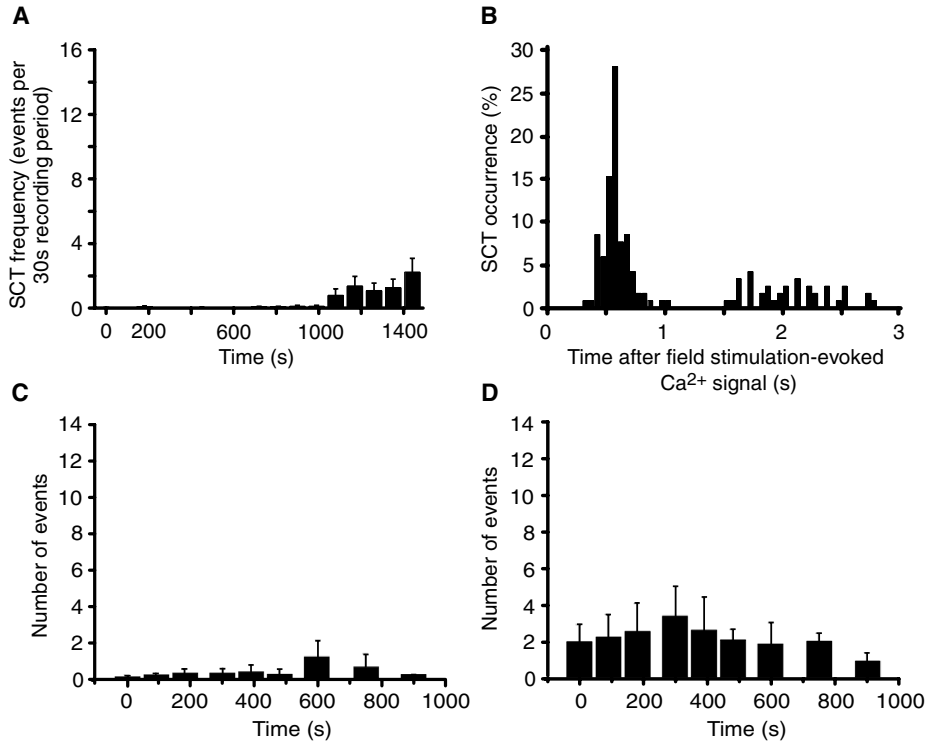 A
SCT frequency (events per
30s recording period)
16
12
8
4
0
0 200 600 1000 1400
Time (s)
B
SCT occurrence (%)
30
25
20
15
10
5
0
0 1 2 3
Time after field stimulation-evoked
Ca2+ signal (s)
C
Number of events
14
12
10
8
6
4
2
0
0 200 400 600 800 1000
Time (s)
D
Number of events
14
12
10
8
6
4
2
0
0 200 400 600 800 1000
Time (s)